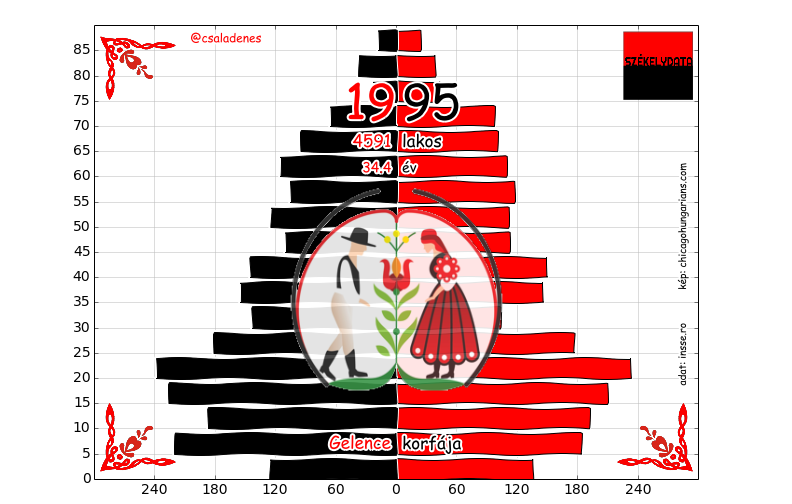 @csaladenes
SZÉKELYDATA
1995
4591 lakos
34.4 év
kép: chicagohungarians.com
adat: insse.ro
Gelence korfája
85
80
75
70
65
60
55
50
45
40
35
30
25
20
15
10
5
0
240 180 120 60 0 60 120 180 240